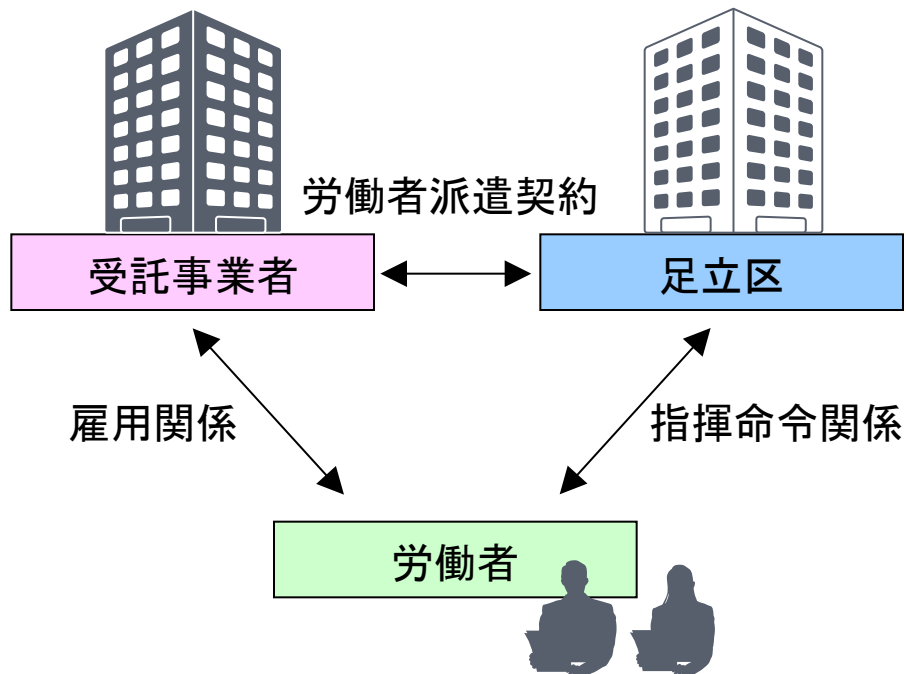 労働者派遣契約
受託事業者
足立区
雇用関係
指揮命令関係
労働者